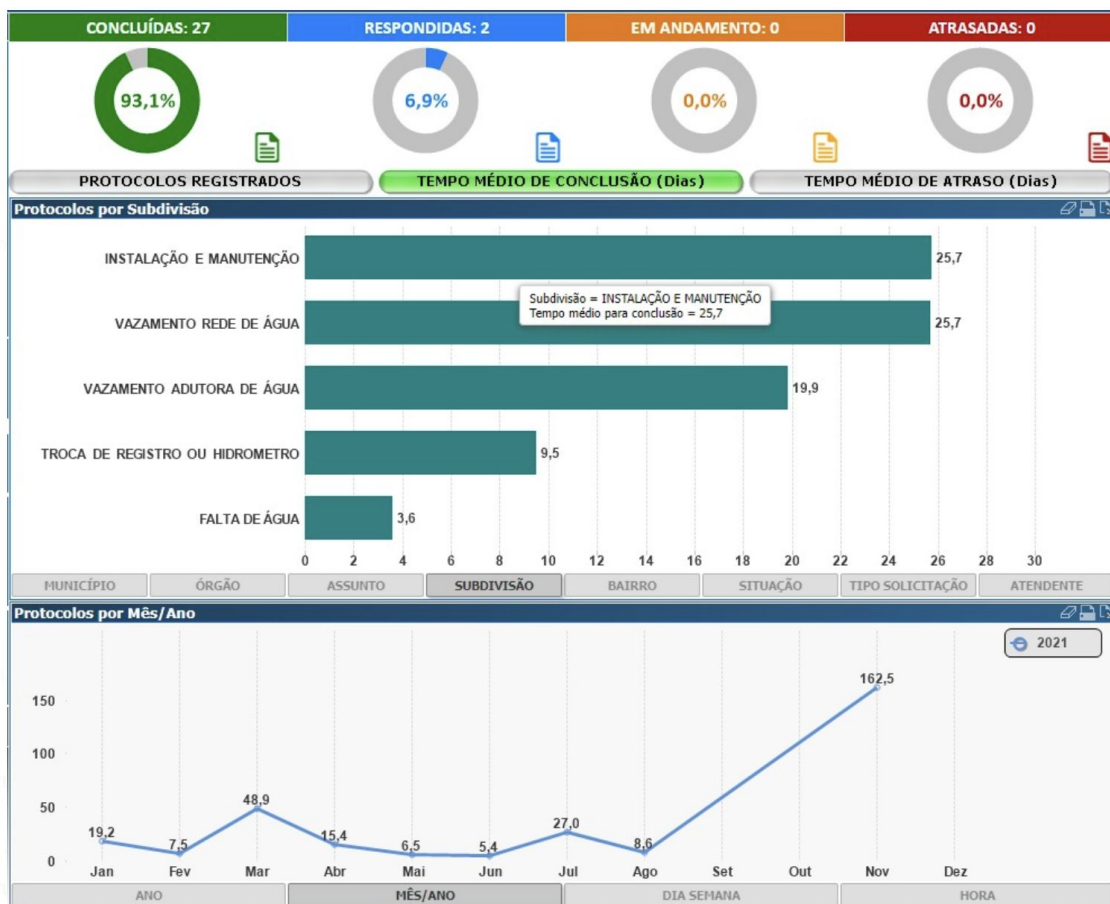 CONCLUÍDAS: 27
RESPONDIDAS: 2
EM ANDAMENTO: 0
ATRASADAS: 0
93,1%
6,9%
0,0%
0,0%
PROTOCOLOS REGISTRADOS
TEMPO MÉDIO DE CONCLUSÃO (Dias)
TEMPO MÉDIO DE ATRASO (Dias)
Protocolos por Subdivisão
INSTALAÇÃO E MANUTENÇÃO
25,7
Subdivisão = INSTALAÇÃO E MANUTENÇÃO
Tempo médio para conclusão = 25,7
VAZAMENTO REDE DE ÁGUA
25,7
VAZAMENTO ADUTORA DE ÁGUA
19,9
TROCA DE REGISTRO OU HIDROMETRO
9,5
FALTA DE ÁGUA
3,6
0 2 4 6 8 10 12 14 16 18 20 22 24 26 28 30
MUNICÍPIO
ÓRGÃO
ASSUNTO
SUBDIVISÃO
BAIRRO
SITUAÇÃO
TIPO SOLICITAÇÃO
ATENDENTE
Protocolos por Mês/Ano
2021
150
100
50
0
19,2
7,5
48,9
15,4
6,5
5,4
27,0
8,6
162,5
Jan Fev Mar Abr Mai Jun Jul Ago Set Out Nov Dez
ANO
MÊS/ANO
DIA SEMANA
HORA